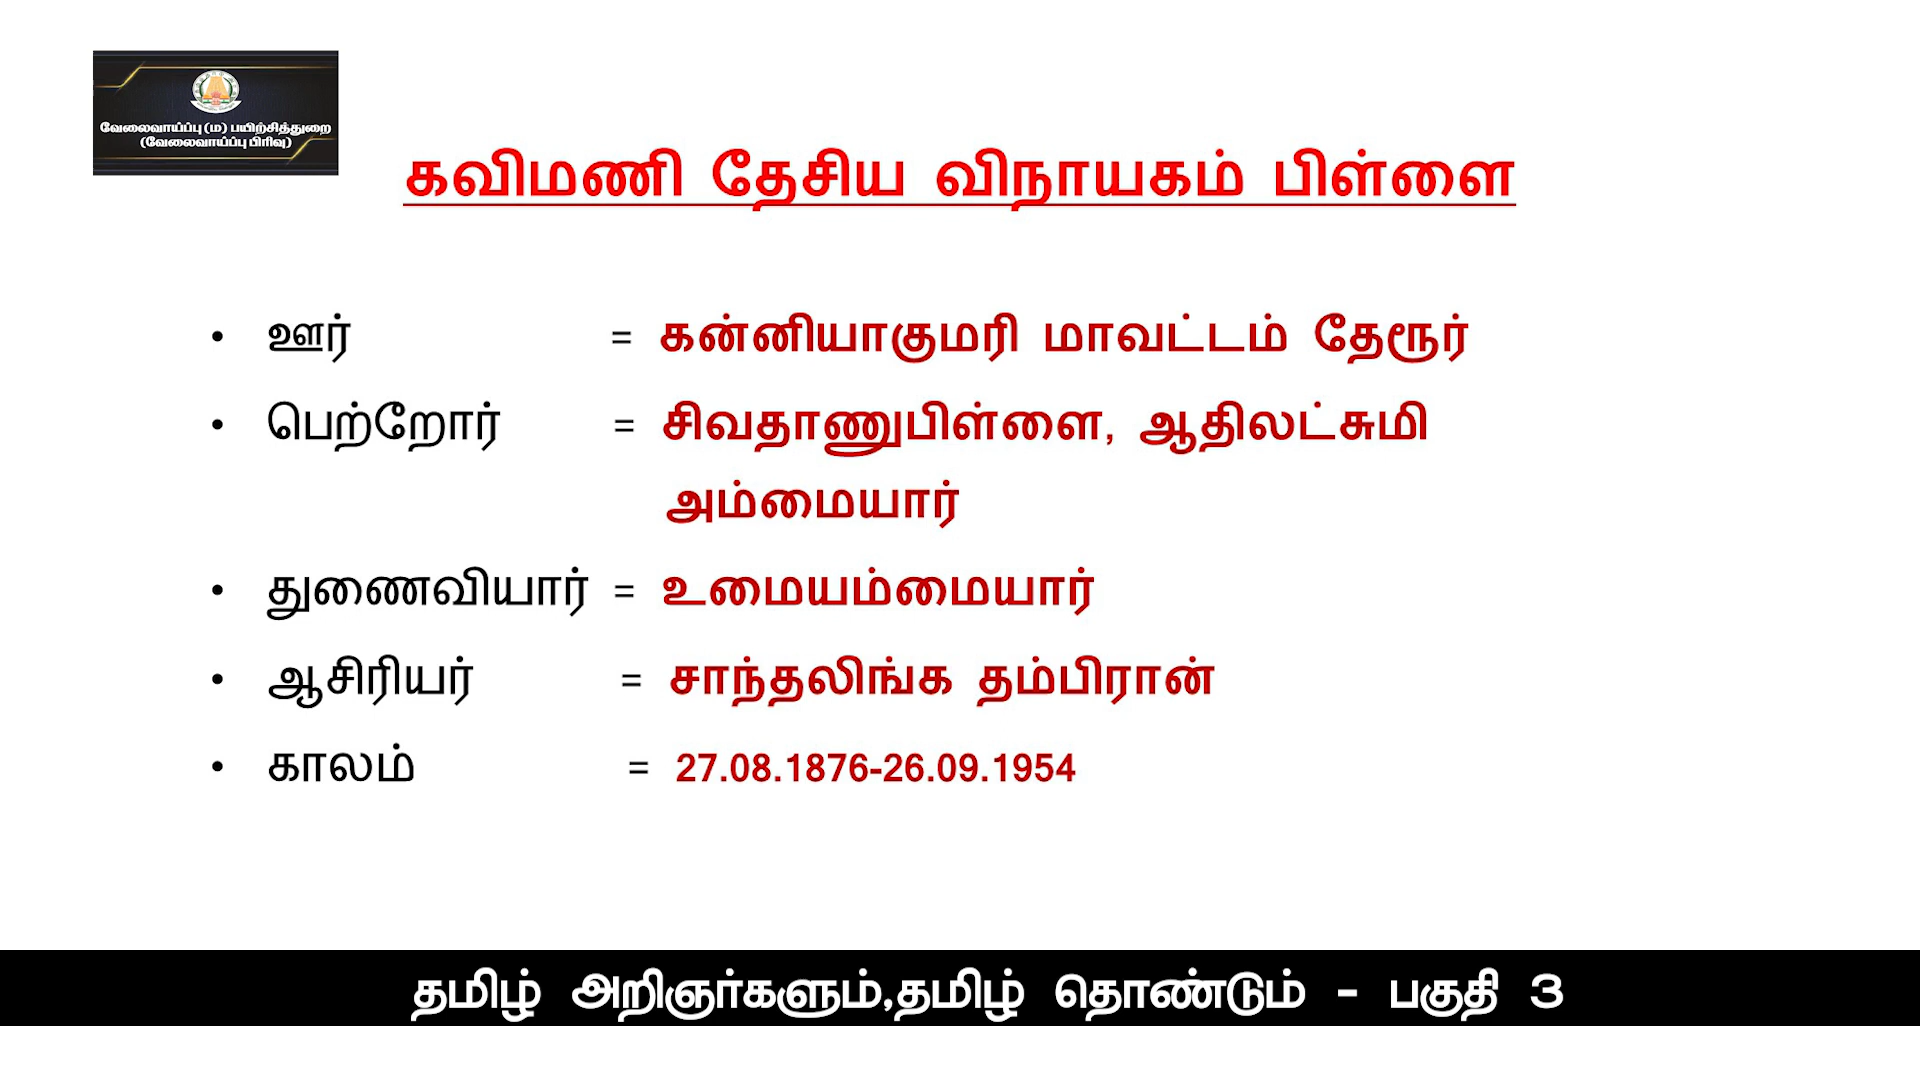 வேலைவாய்ப்பு (ம) பயிற்சித்துறை
(வேலைவாய்ப்பு பிரிவு)
கவிமணி தேசிய விநாயகம் பிள்ளை
• ஊர் = கன்னியாகுமரி மாவட்டம் தேரூர்
• பெற்றோர் = சிவதாணுபிள்ளை, ஆதிலட்சுமி
அம்மையார்
• துணைவியார் = உமையம்மையார்
• ஆசிரியர் = சாந்தலிங்க தம்பிரான்
• காலம் = 27.08.1876-26.09.1954
தமிழ் அறிஞர்களும்,தமிழ் தொண்டும் - பகுதி 3